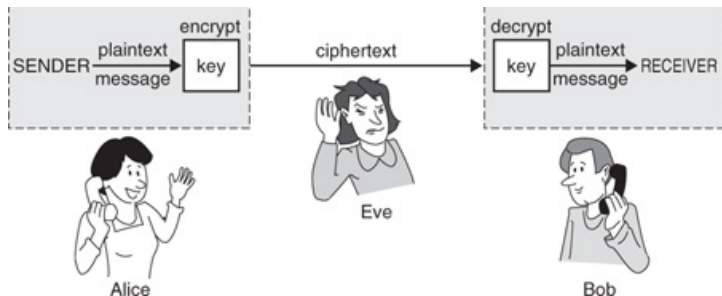 encrypt
decrypt
plaintext
ciphertext
plaintext
SENDER
key
key
RECEIVER
message
message
Eve
Alice
Bob